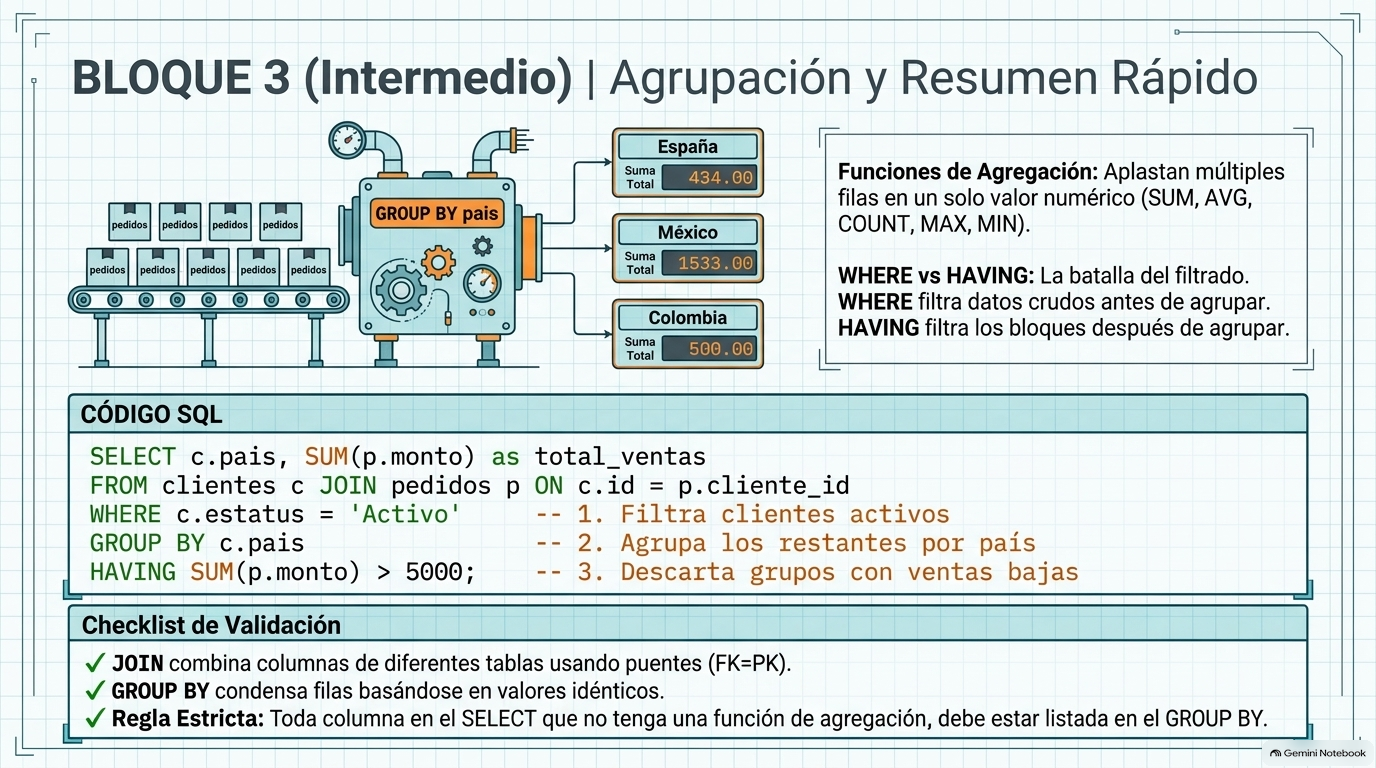 BLOQUE 3 (Intermedio) | Agrupación y Resumen Rápido
pedidos pedidos pedidos pedidos
pedidos pedidos pedidos pedidos pedidos
GROUP BY pais
España
Suma Total 434.00
México
Suma Total 1533.00
Colombia
Suma Total 500.00
Funciones de Agregación: Aplastan múltiples
filas en un solo valor numérico (SUM, AVG,
COUNT, MAX, MIN).
WHERE vs HAVING: La batalla del filtrado.
WHERE filtra datos crudos antes de agrupar.
HAVING filtra los bloques después de agrupar.
CÓDIGO SQL
SELECT c.pais, SUM(p.monto) as total_ventas
FROM clientes c JOIN pedidos p ON c.id = p.cliente_id
WHERE c.estatus = 'Activo' -- 1. Filtra clientes activos
GROUP BY c.pais -- 2. Agrupa los restantes por país
HAVING SUM(p.monto) > 5000; -- 3. Descarta grupos con ventas bajas
Checklist de Validación
✓ JOIN combina columnas de diferentes tablas usando puentes (FK=PK).
✓ GROUP BY condensa filas basándose en valores idénticos.
✓ Regla Estricta: Toda columna en el SELECT que no tenga una función de agregación, debe estar listada en el GROUP BY.
Gemini Notebook